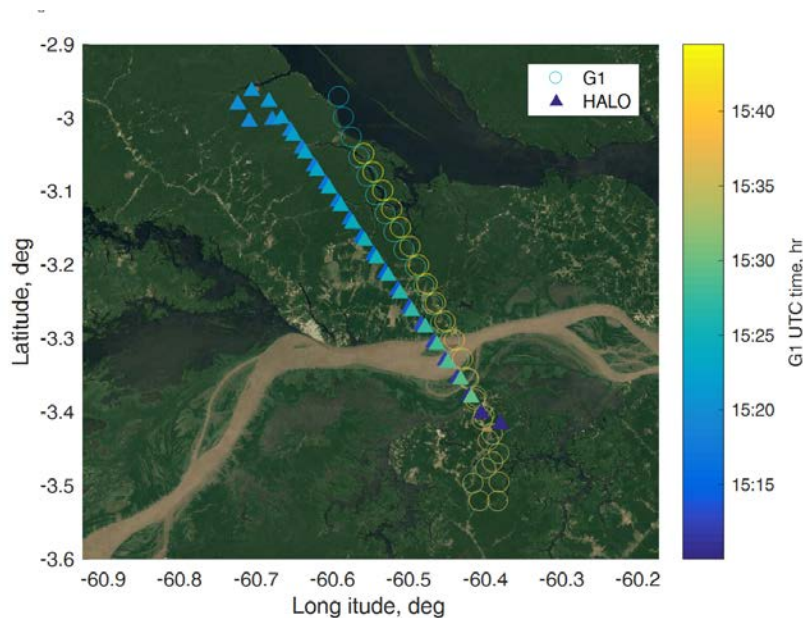 -2.9
-3
-3.1
-3.2
-3.3
-3.4
-3.5
-3.6
Latitude, deg
-60.9 -60.8 -60.7 -60.6 -60.5 -60.4 -60.3 -60.2
Long itude, deg
G1
HALO
15:40
15:35
15:30
15:25
15:20
15:15
15:10
G1 UTC time, hr